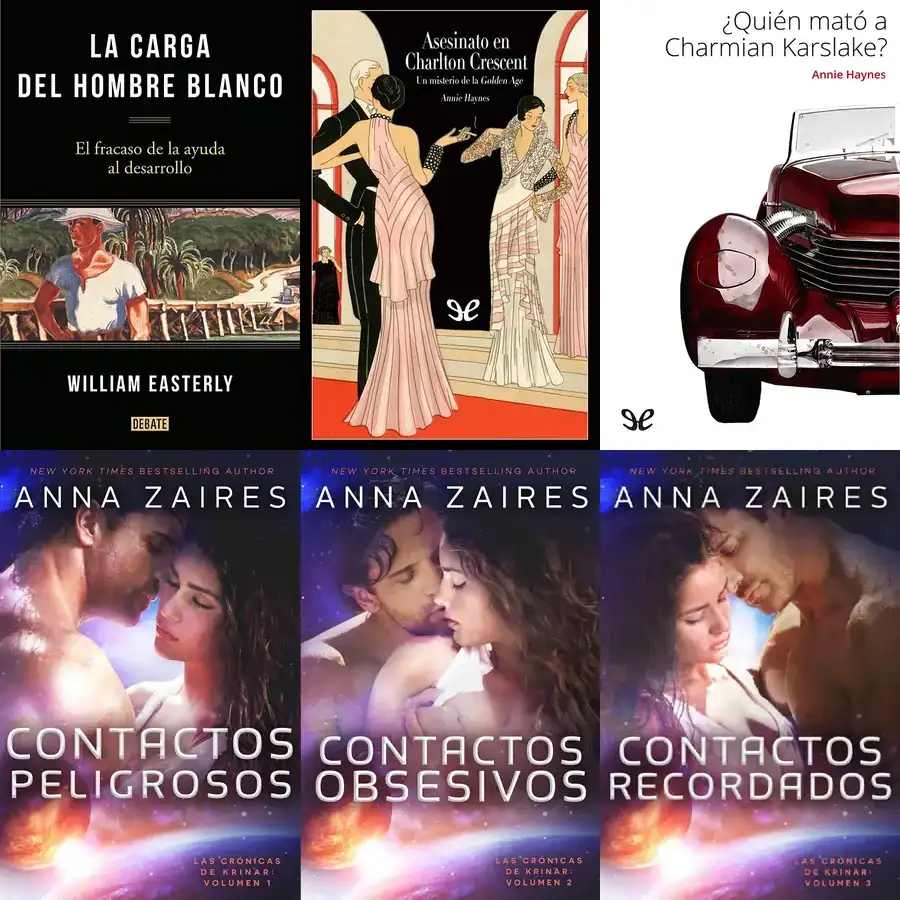 LA CARGA
DEL HOMBRE BLANCO
El fracaso de la ayuda
al desarrollo
WILLIAM EASTERLY
DEBATE
Asesinato en
Charlton Crescent
Un misterio de la Golden Age
Annie Haynes
¿Quién mató a
Charmian Karslake?
Annie Haynes
NEW YORK TIMES BESTSELLING AUTHOR
ANNA ZAIRES
CONTACTOS
PELIGROSOS
LAS CRÓNICAS
DE KRINAR:
VOLUMEN 1
NEW YORK TIMES BESTSELLING AUTHOR
ANNA ZAIRES
CONTACTOS
OBSESIVOS
LAS CRÓNICAS
DE KRINAR:
VOLUMEN 2
NEW YORK TIMES BESTSELLING AUTHOR
ANNA ZAIRES
CONTACTOS
RECORDADOS
LAS CRÓNICAS
DE KRINAR:
VOLUMEN 3